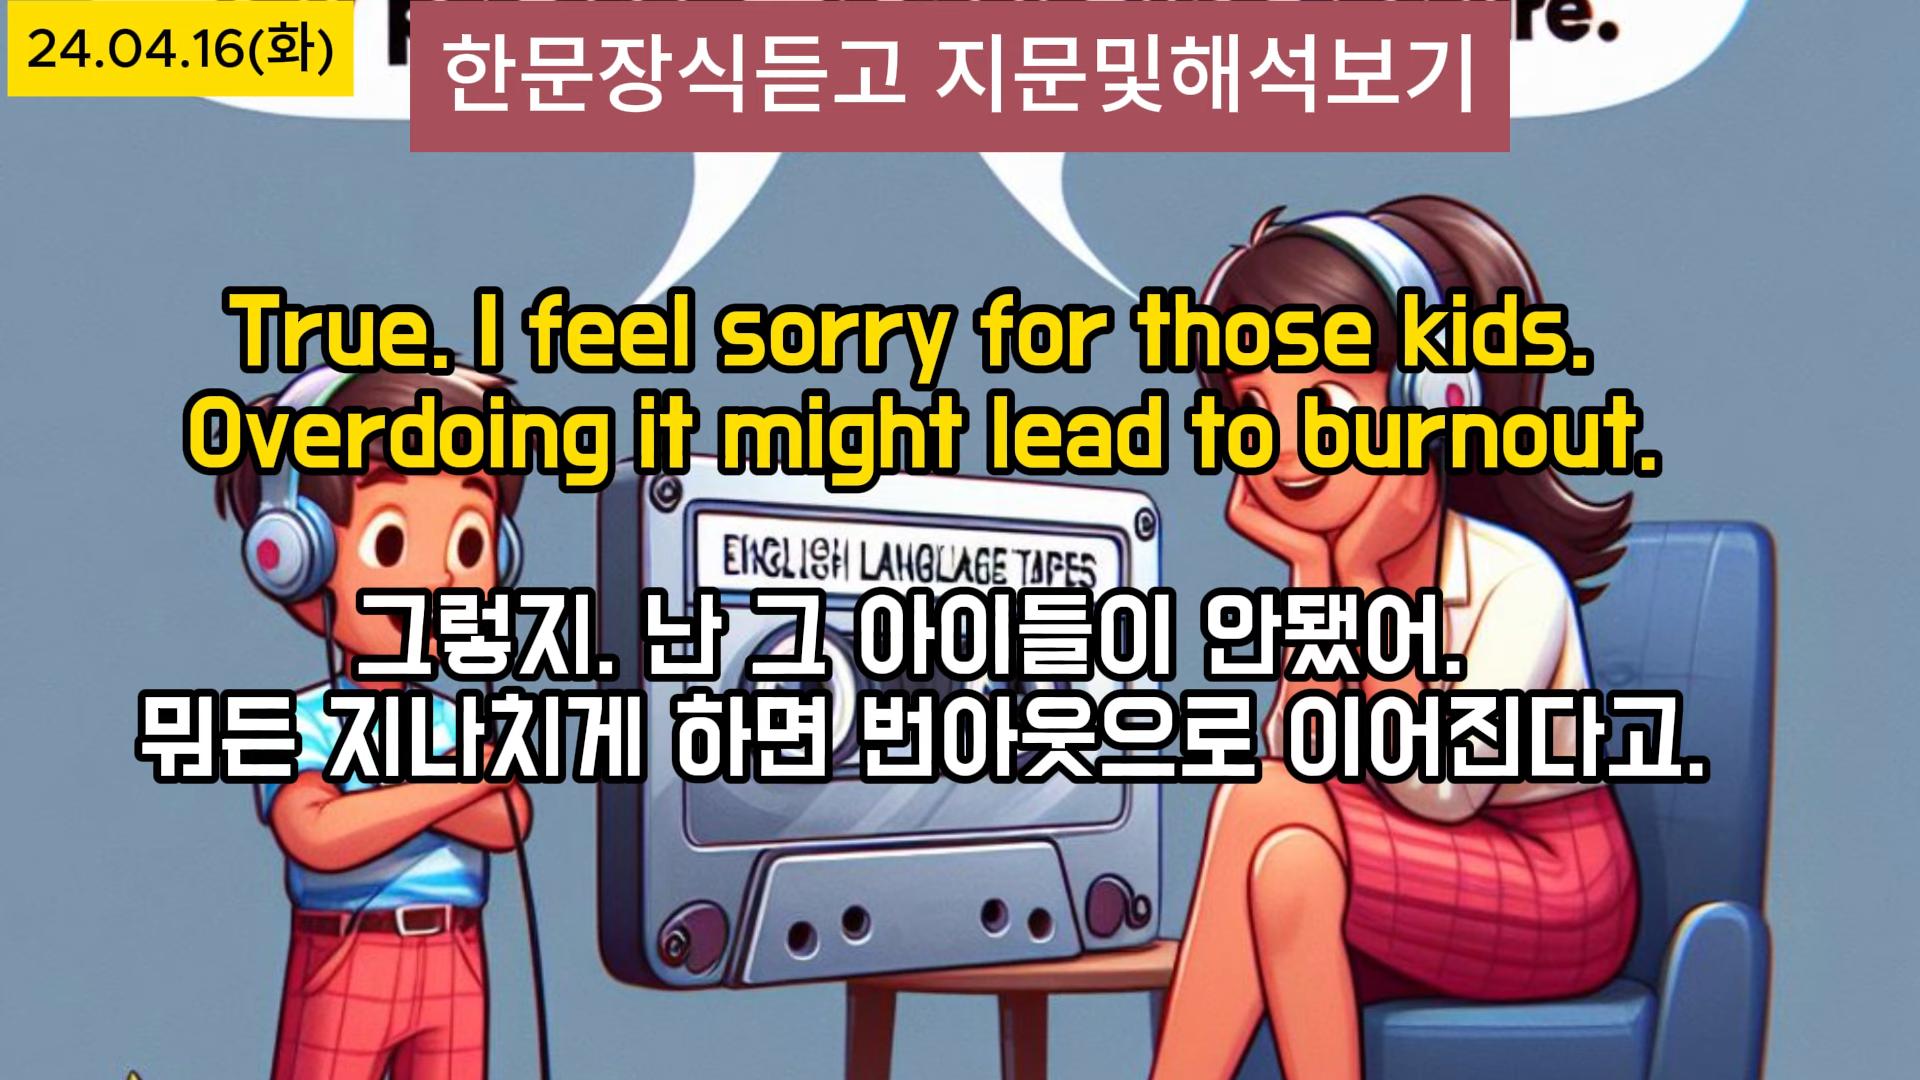 24.04.16(화)
re.
한문장식듣고 지문및해석보기
True. I feel sorry for those kids.
Overdoing it might lead to burnout.
ENGLISH LANGUAGE TAPES
그렇지. 난 그 아이들이 안됐어.
뭐든 지나치게 하면 번아웃으로 이어진다고.